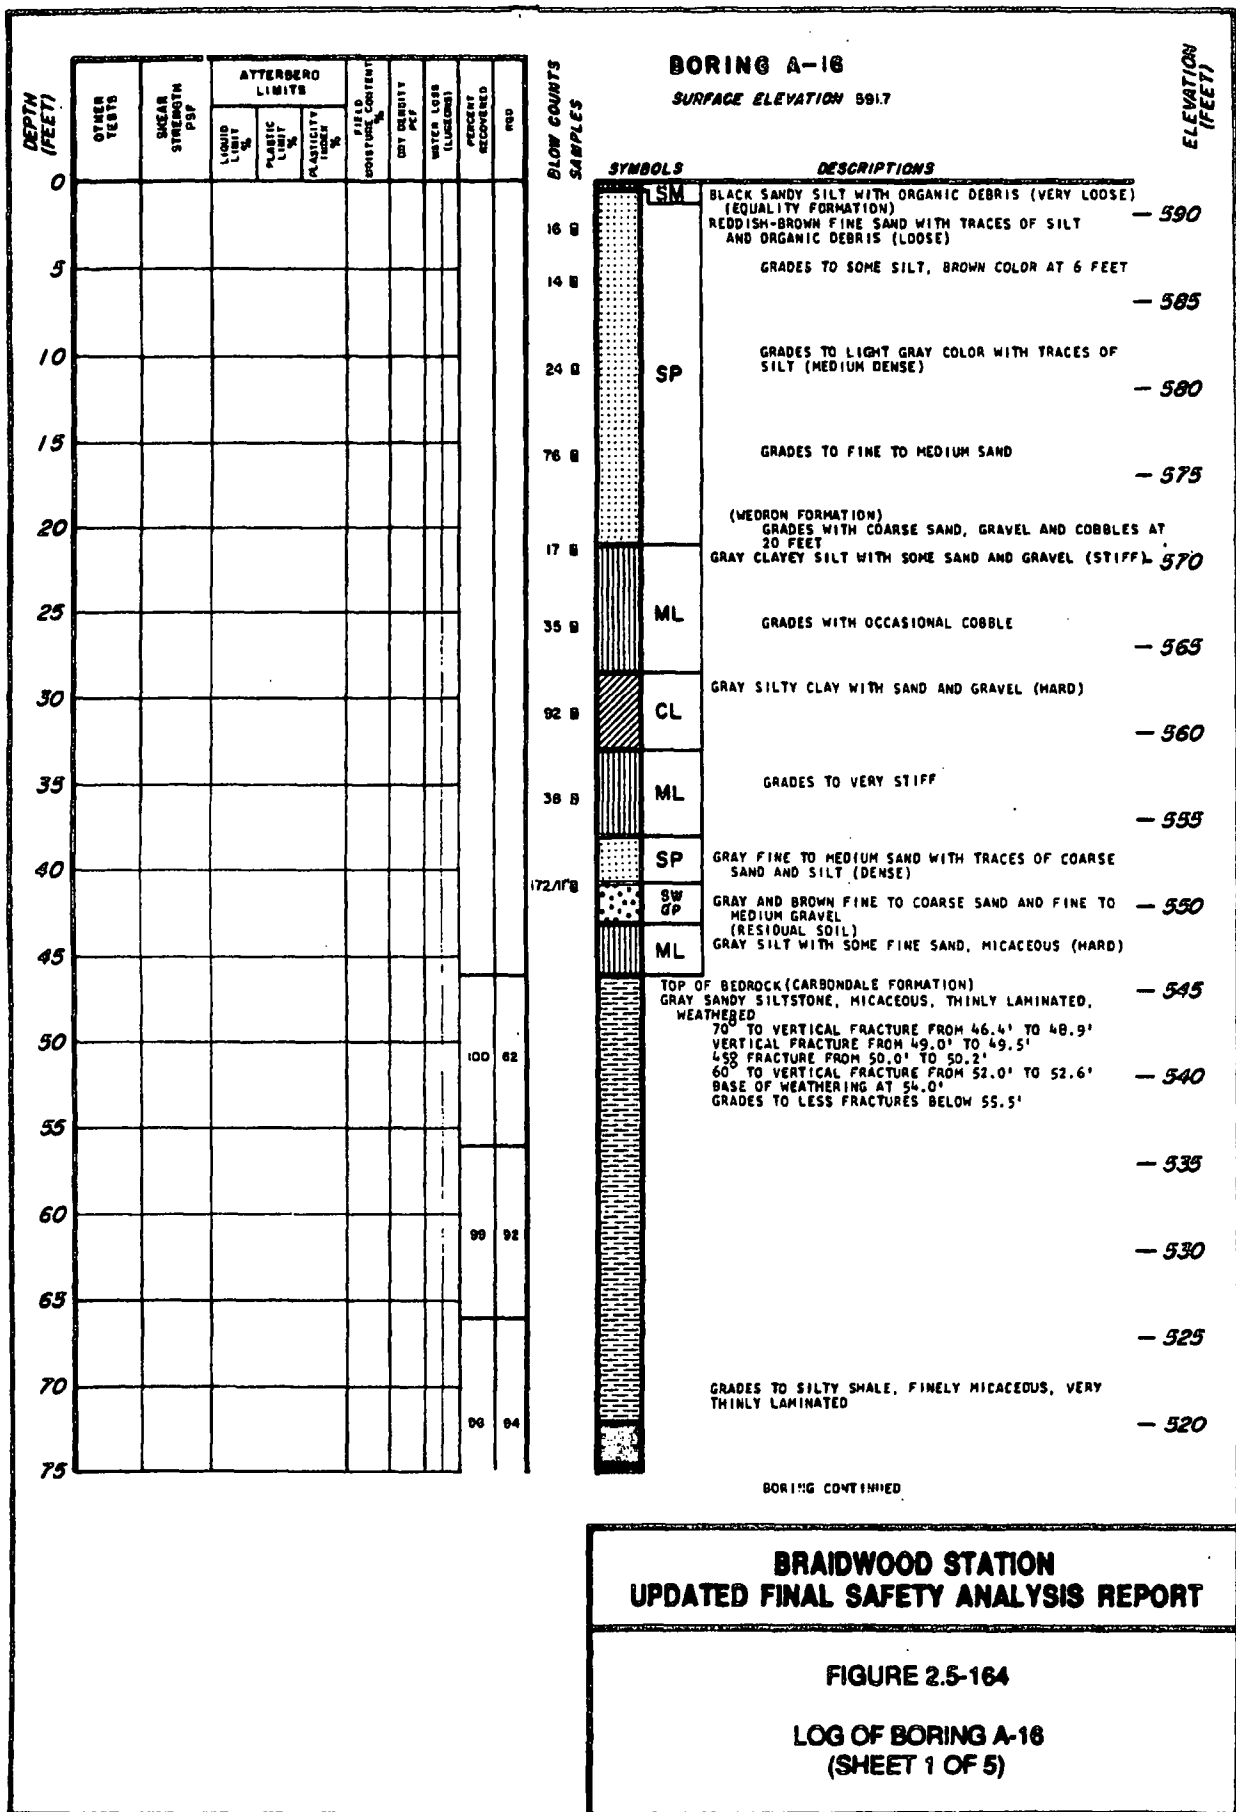 BORING A-16
SURFACE ELEVATION 591.7
DEPTH (FEET)
OTHER TESTS
SHEAR STRENGTH PSF
ATTERBERG LIMITS
LIQUID LIMIT %
PLASTIC LIMIT %
PLASTICITY INDEX %
FIELD MOISTURE CONTENT %
DRY DENSITY PCF
WATER LOSS (LUGEONS)
PERCENT RECOVERED
RQD
BLOW COUNTS
SAMPLES
SYMBOLS
DESCRIPTIONS
ELEVATION (FEET)
0
5
10
15
20
25
30
35
40
45
50
55
60
65
70
75
100 62
99 92
94
16
14
24
76
17
35
92
38
172/11"
SM
SP
ML
CL
ML
SP
SW
GP
ML
BLACK SANDY SILT WITH ORGANIC DEBRIS (VERY LOOSE)
(EQUALITY FORMATION)
REDDISH-BROWN FINE SAND WITH TRACES OF SILT
AND ORGANIC DEBRIS (LOOSE)
GRADES TO SOME SILT, BROWN COLOR AT 6 FEET
GRADES TO LIGHT GRAY COLOR WITH TRACES OF
SILT (MEDIUM DENSE)
GRADES TO FINE TO MEDIUM SAND
(WEDRON FORMATION)
GRADES WITH COARSE SAND, GRAVEL AND COBBLES AT
20 FEET
GRAY CLAYEY SILT WITH SOME SAND AND GRAVEL (STIFF)
GRADES WITH OCCASIONAL COBBLE
GRAY SILTY CLAY WITH SAND AND GRAVEL (HARD)
GRADES TO VERY STIFF
GRAY FINE TO MEDIUM SAND WITH TRACES OF COARSE
SAND AND SILT (DENSE)
GRAY AND BROWN FINE TO COARSE SAND AND FINE TO
MEDIUM GRAVEL
(RESIDUAL SOIL)
GRAY SILT WITH SOME FINE SAND, MICACEOUS (HARD)
TOP OF BEDROCK (CARBONDALE FORMATION)
GRAY SANDY SILTSTONE, MICACEOUS, THINLY LAMINATED,
WEATHERED
70° TO VERTICAL FRACTURE FROM 46.4' TO 48.9'
VERTICAL FRACTURE FROM 49.0' TO 49.5'
45° FRACTURE FROM 50.0' TO 50.2'
60° TO VERTICAL FRACTURE FROM 52.0' TO 52.6'
BASE OF WEATHERING AT 54.0'
GRADES TO LESS FRACTURES BELOW 55.5'
GRADES TO SILTY SHALE, FINELY MICACEOUS, VERY
THINLY LAMINATED
590
585
580
575
570
565
560
555
550
545
540
535
530
525
520
BORING CONTINUED
BRAIDWOOD STATION
UPDATED FINAL SAFETY ANALYSIS REPORT
FIGURE 2.5-164
LOG OF BORING A-16
(SHEET 1 OF 5)